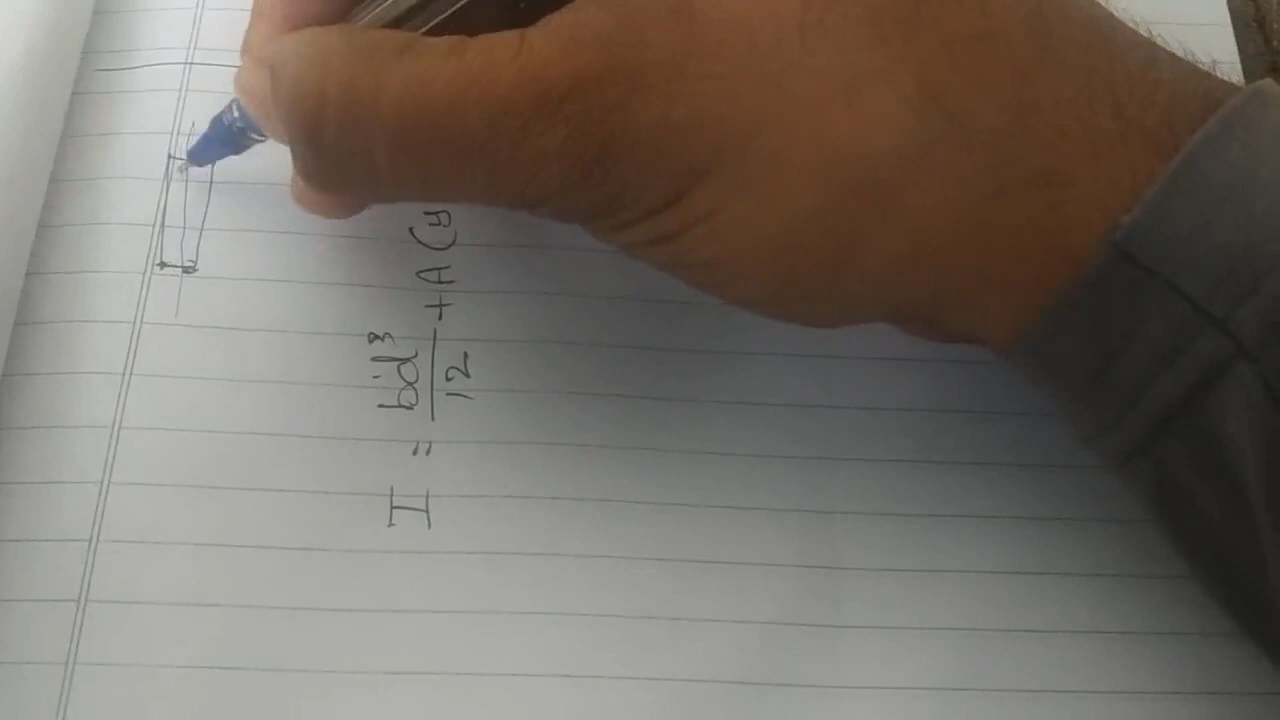 I = bd³/12 + A (y